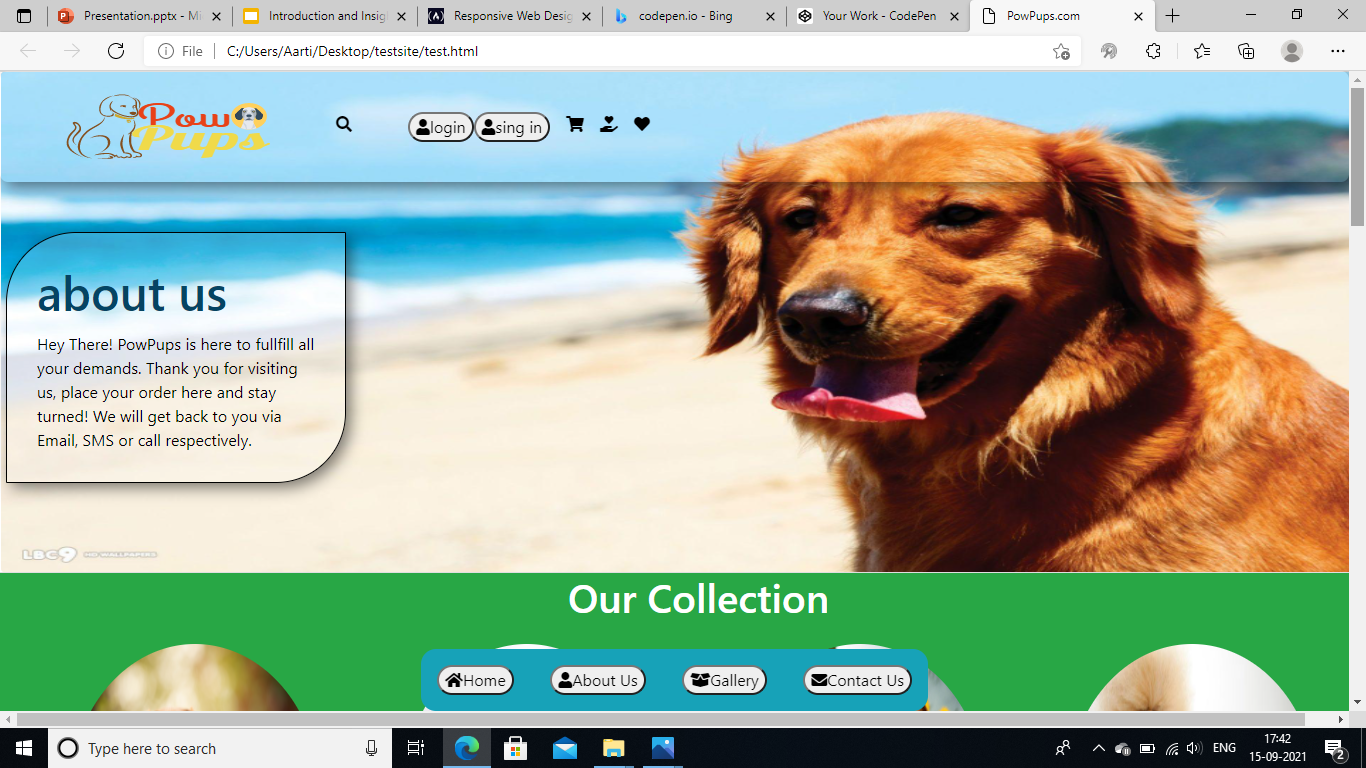 Presentation.pptx - Mi
Introduction and Insigh
Responsive Web Desig
codepen.io - Bing
Your Work - CodePen
PowPups.com
File
C:/Users/Aarti/Desktop/testsite/test.html
Pow
Pups
login
sing in
about us
Hey There! PowPups is here to fullfill all
your demands. Thank you for visiting
us, place your order here and stay
turned! We will get back to you via
Email, SMS or call respectively.
LBC9 HD WALLPAPERS
Our Collection
Home
About Us
Gallery
Contact Us
Type here to search
ENG
17:42
15-09-2021
2